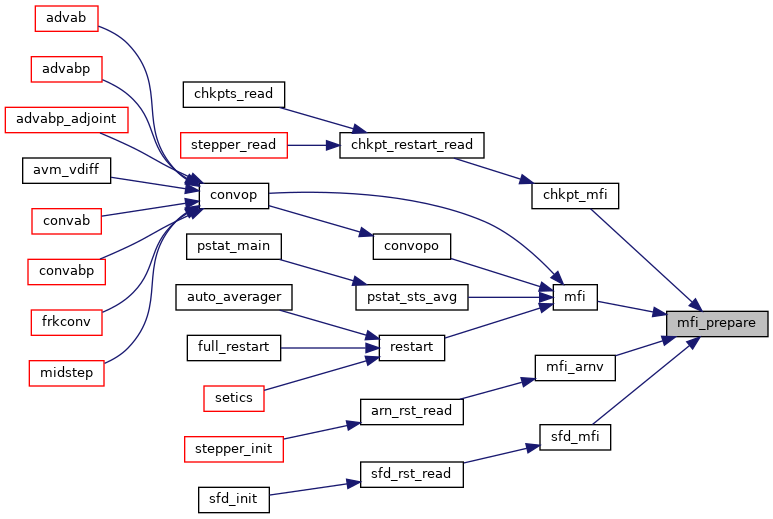 advab
advabp
advabp_adjoint
avm_vdiff
convab
convabp
frkconv
midstep
chkpts_read
stepper_read
convop
pstat_main
auto_averager
full_restart
setics
stepper_init
sfd_init
chkpt_restart_read
convopo
pstat_sts_avg
restart
arn_rst_read
sfd_rst_read
chkpt_mfi
mfi
mfi_arnv
sfd_mfi
mfi_prepare